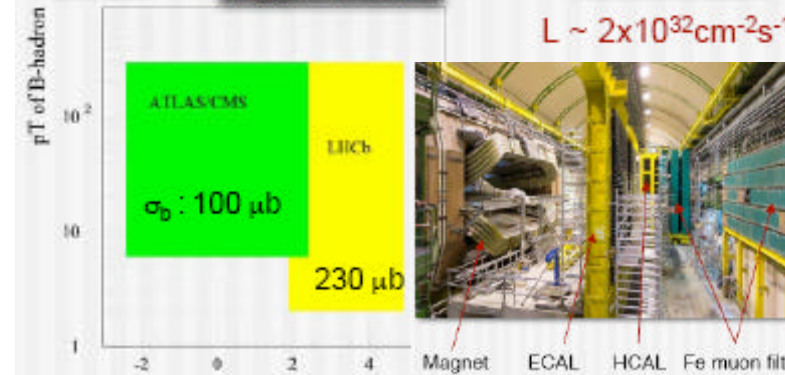 L ~ 2x10³²cm⁻²s⁻¹
pT of B-hadron
10²
10
1
ATLAS/CMS
LHCb
σb : 100 μb
230 μb
-2 0 2 4
Magnet ECAL HCAL Fe muon filt